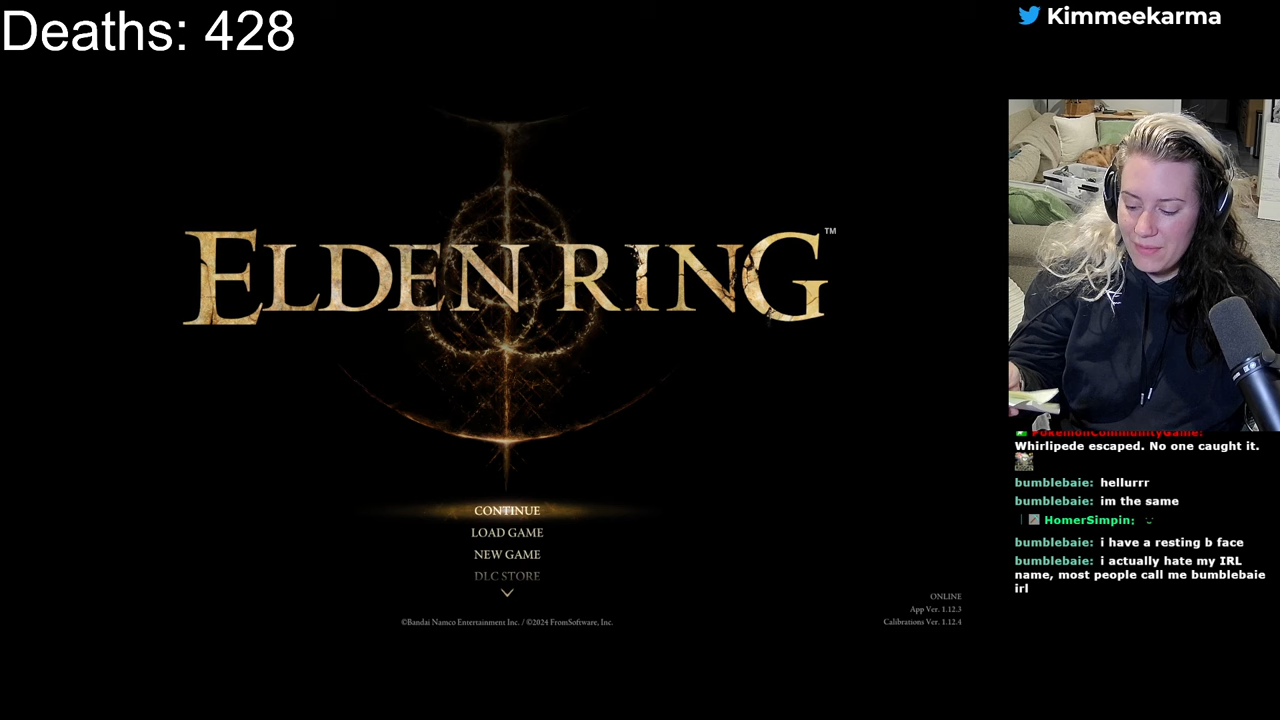 Deaths: 428
Kimmeekarma
ELDEN RING
TM
CONTINUE
LOAD GAME
NEW GAME
DLC STORE
©Bandai Namco Entertainment Inc. / ©2024 FromSoftware, Inc.
ONLINE
App Ver. 1.12.3
Calibrations Ver. 1.12.4
PokemonCommunityGame:
Whirlipede escaped. No one caught it.
bumblebaie: hellurrr
bumblebaie: im the same
HomerSimpin:
bumblebaie: i have a resting b face
bumblebaie: i actually hate my IRL
name, most people call me bumblebaie
irl